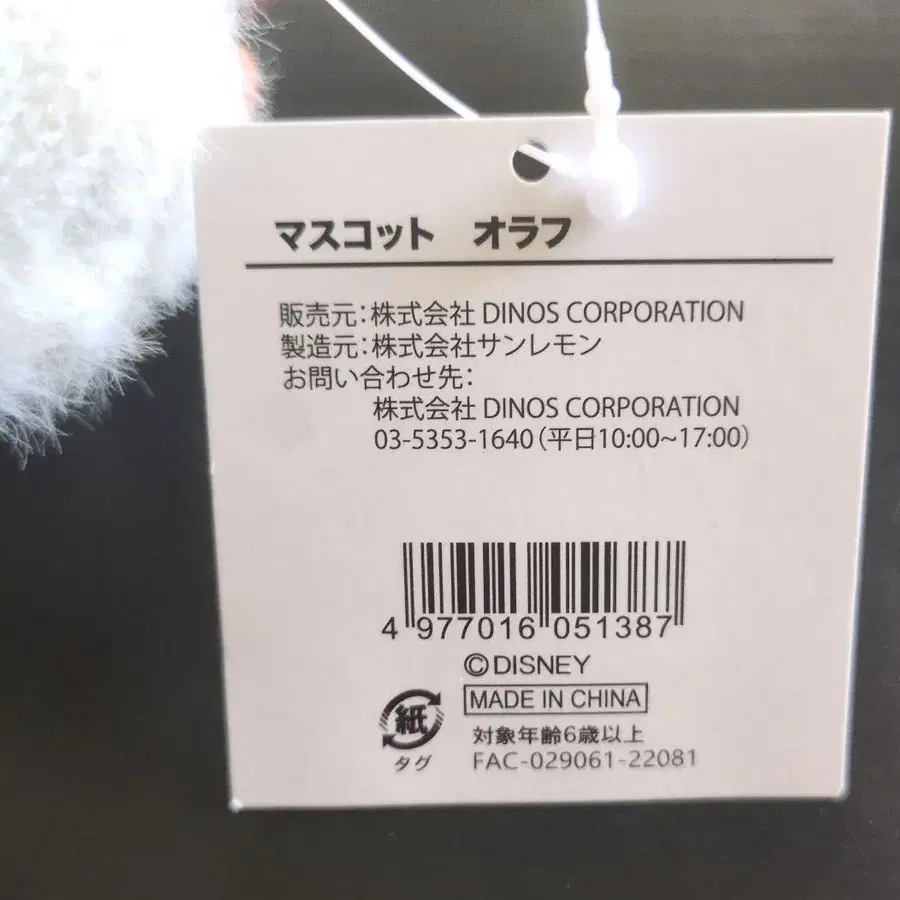 マスコット　オラフ
販売元：株式会社 DINOS CORPORATION
製造元：株式会社サンレモン
お問い合わせ先：
株式会社 DINOS CORPORATION
03-5353-1640（平日10:00~17:00）
4 977016 051387
©DISNEY
MADE IN CHINA
紙
タグ
対象年齢6歳以上
FAC-029061-22081